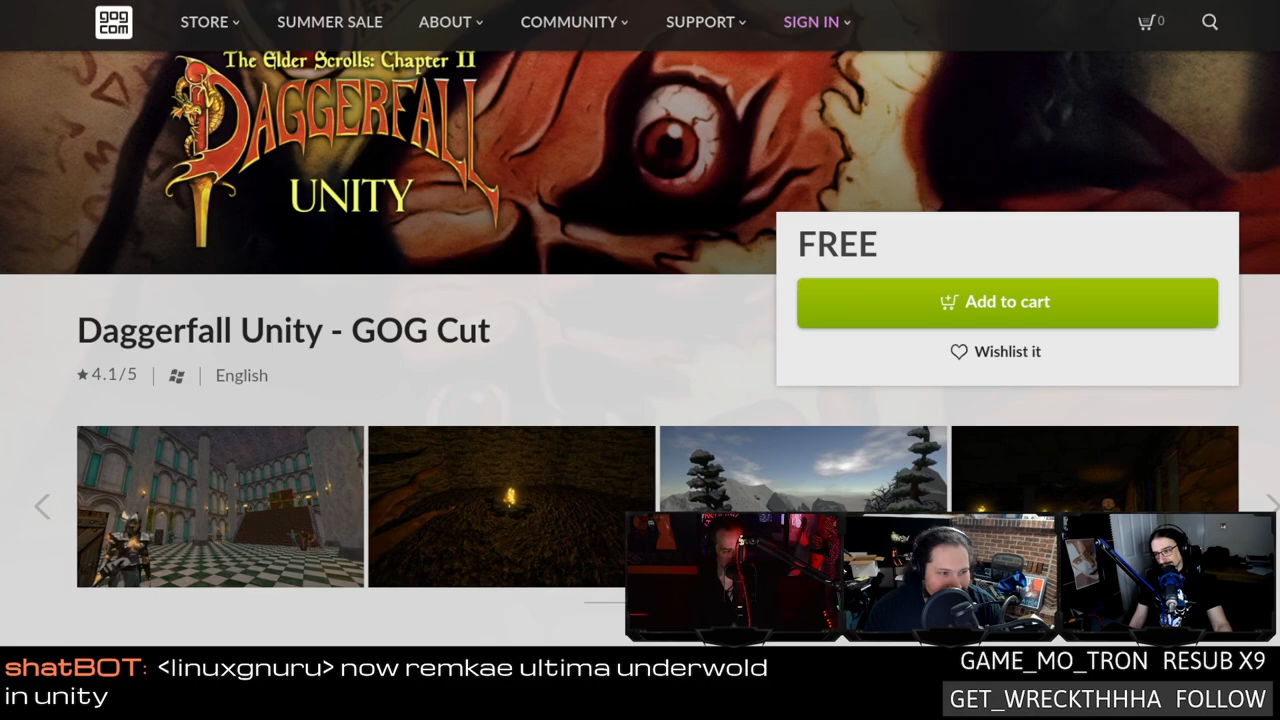 gog
com
STORE
SUMMER SALE
ABOUT
COMMUNITY
SUPPORT
SIGN IN
0
The Elder Scrolls: Chapter II
DAGGERFALL
UNITY
FREE
Add to cart
Wishlist it
Daggerfall Unity - GOG Cut
4.1/5
English
shatBOT: <linuxgnuru> now remkae ultima underwold
in unity
GAME_MO_TRON RESUB X9
GET_WRECKTHHHA FOLLOW